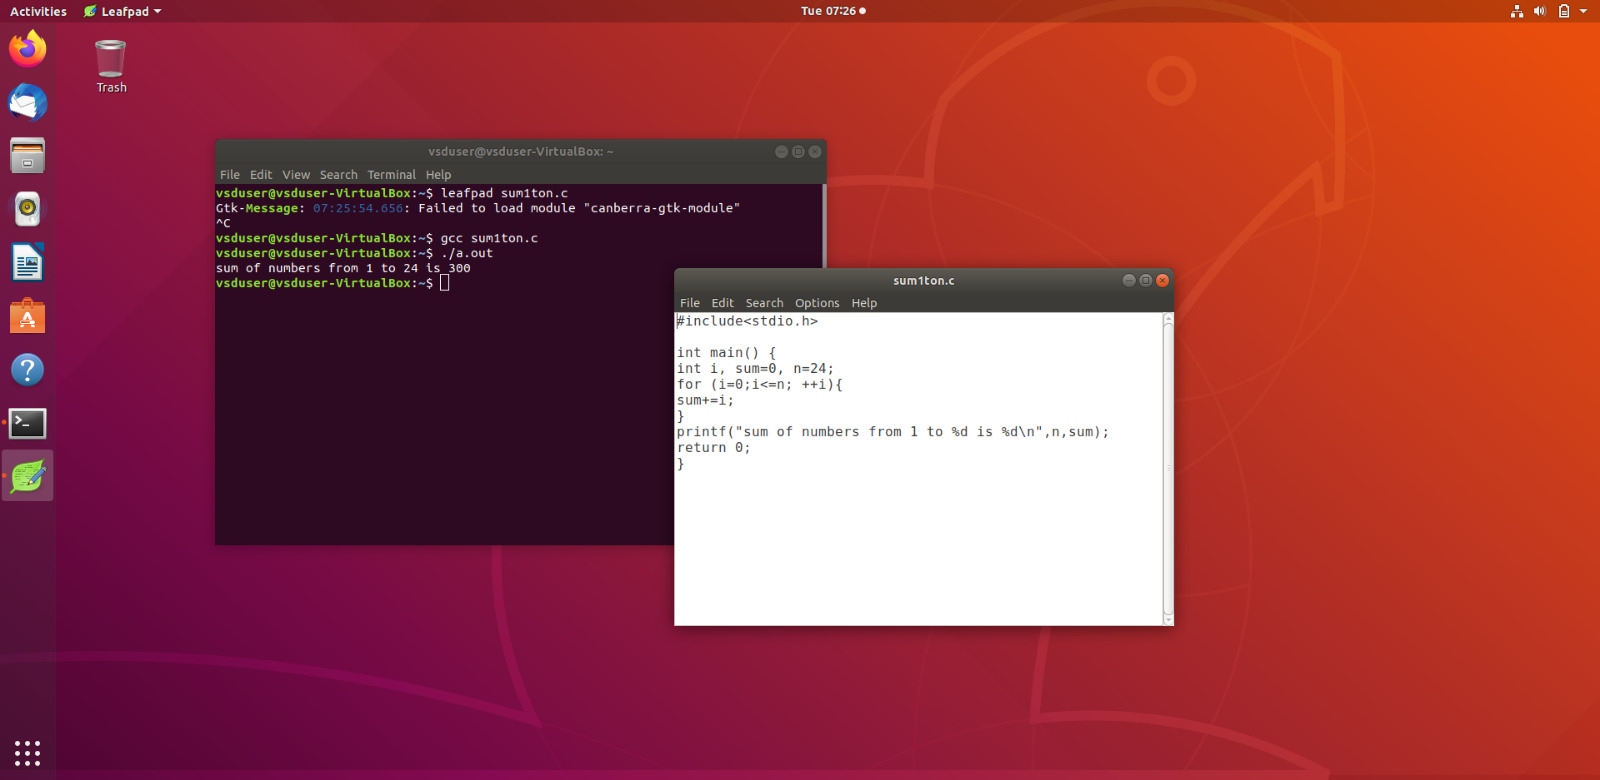 Activities Leafpad Tue 07:26
Trash
vsduser@vsduser-VirtualBox: ~
File Edit View Search Terminal Help
vsduser@vsduser-VirtualBox:~$ leafpad sum1ton.c
Gtk-Message: 07:25:54.656: Failed to load module "canberra-gtk-module"
^C
vsduser@vsduser-VirtualBox:~$ gcc sum1ton.c
vsduser@vsduser-VirtualBox:~$ ./a.out
sum of numbers from 1 to 24 is 300
vsduser@vsduser-VirtualBox:~$
sum1ton.c
File Edit Search Options Help
#include<stdio.h>
int main() {
int i, sum=0, n=24;
for (i=0;i<=n; ++i){
sum+=i;
}
printf("sum of numbers from 1 to %d is %d\n",n,sum);
return 0;
}